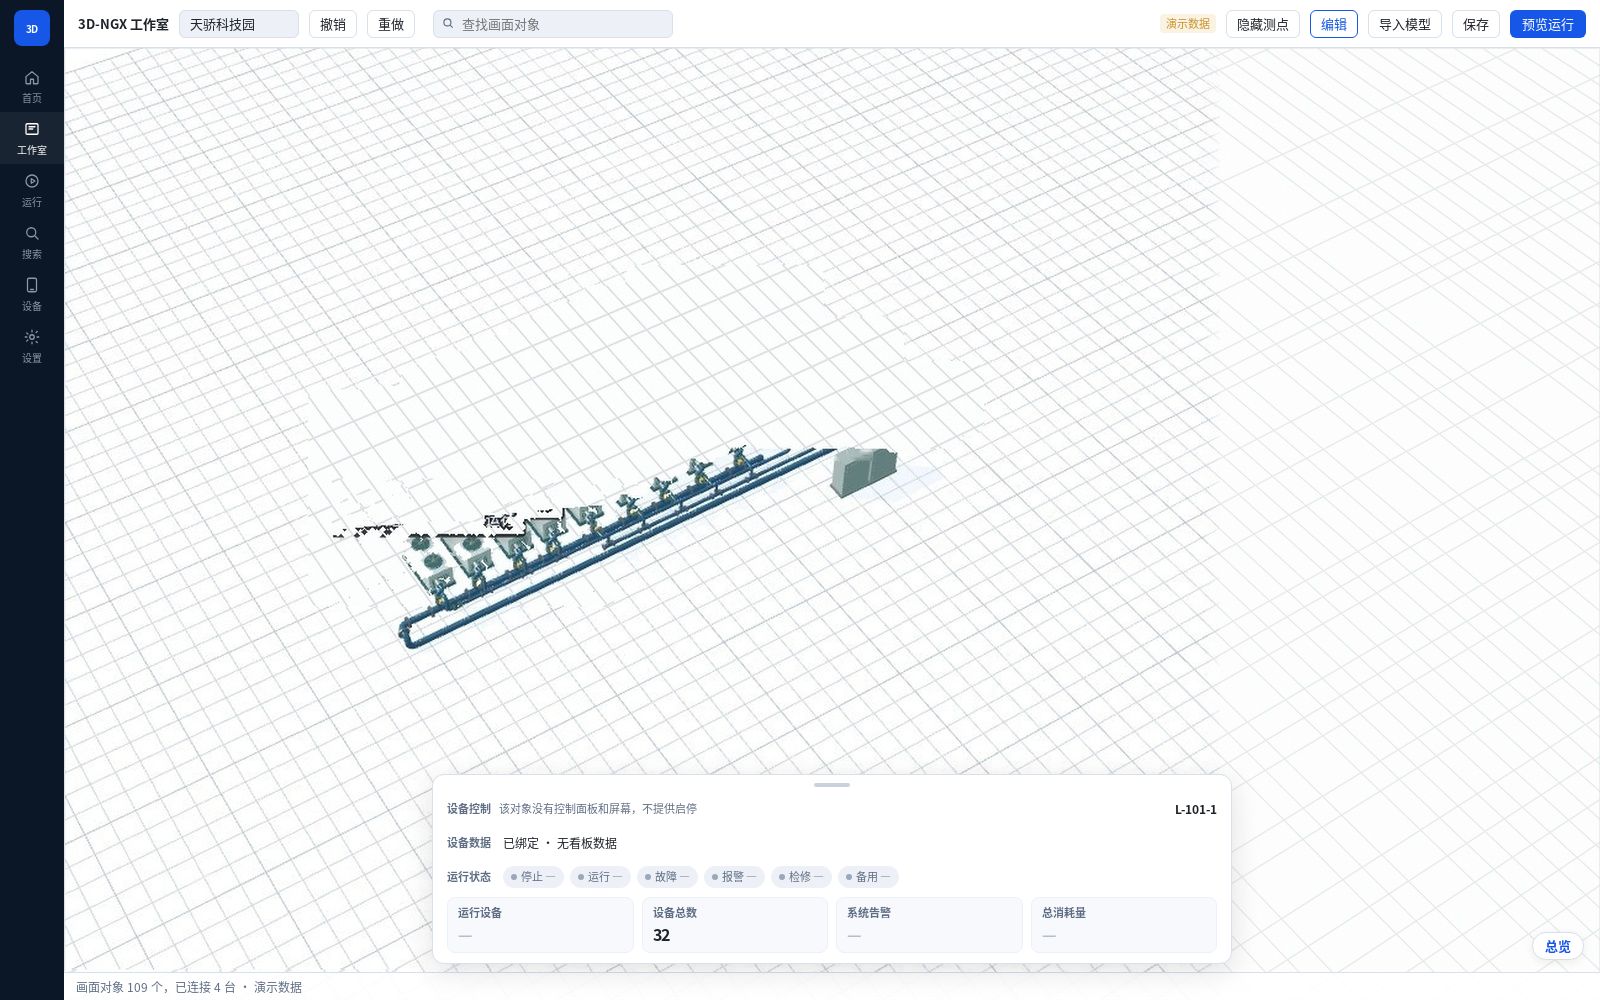 3D
首页
工作室
运行
搜索
设备
设置
3D-NGX 工作室
天骄科技园
撤销
重做
查找画面对象
演示数据
隐藏测点
编辑
导入模型
保存
预览运行
设备控制 该对象没有控制面板和屏幕，不提供启停 L-101-1
设备数据 已绑定 · 无看板数据
运行状态 停止 — 运行 — 故障 — 报警 — 检修 — 备用 —
运行设备 设备总数 系统告警 总消耗量
— 32 — —
总览
画面对象 109 个，已连接 4 台 · 演示数据